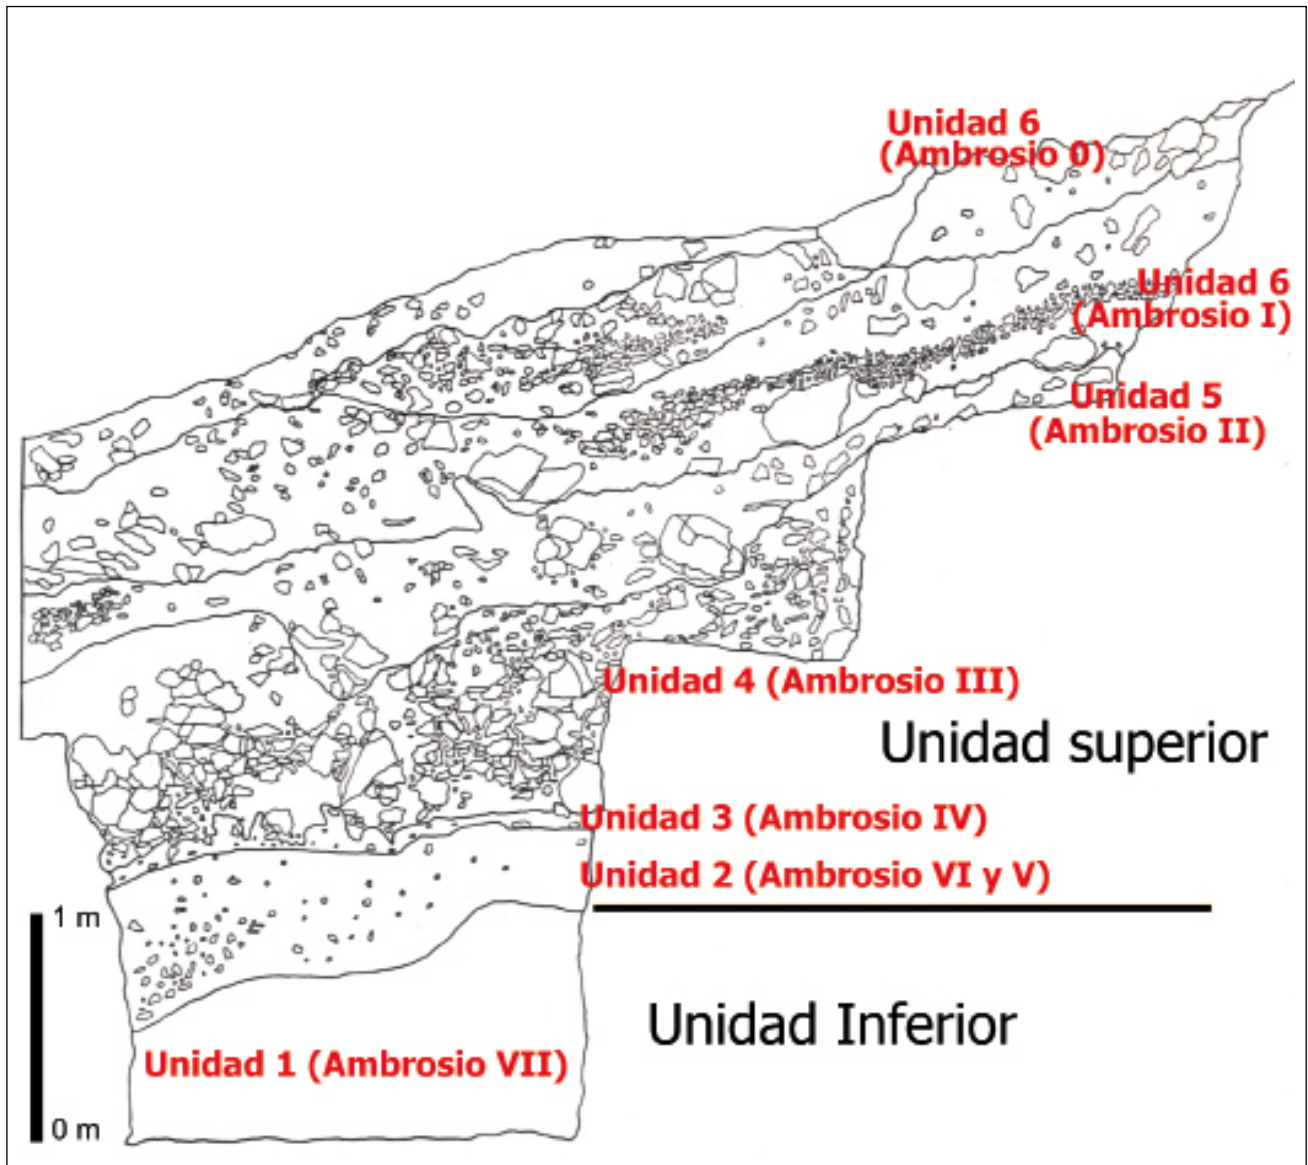 Unidad 6
(Ambrosio 0)
Unidad 6
(Ambrosio I)
Unidad 5
(Ambrosio II)
Unidad 4 (Ambrosio III)
Unidad superior
Unidad 3 (Ambrosio IV)
Unidad 2 (Ambrosio VI y V)
1 m
Unidad Inferior
Unidad 1 (Ambrosio VII)
0 m